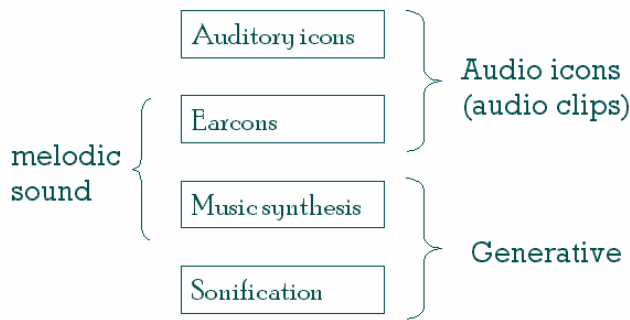 Auditory icons
Audio icons
(audio clips)
Earcons
melodic
sound
Music synthesis
Generative
Sonification